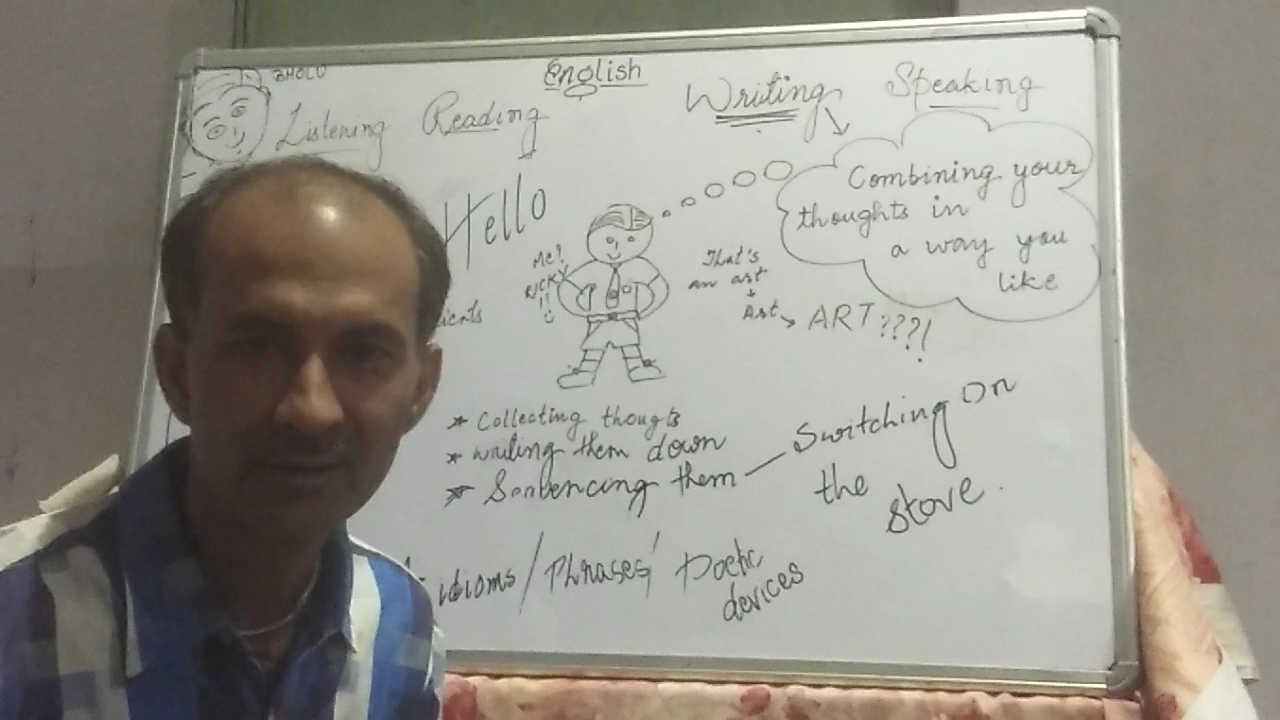 BHOLU
English
Listening Reading Writing Speaking
Hello
Combining your
thoughts in
a way you
like
Me?
RICKY
!!
That's
an art
Art → ART???!
* Collecting thougts
* writing them down
* Sentencing them — Switching On
the
stove.
idioms / Phrases / Poetic
devices